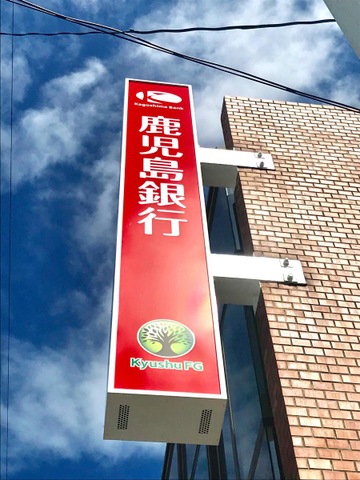 Kagoshima Bank
鹿児島銀行
Kyushu FG